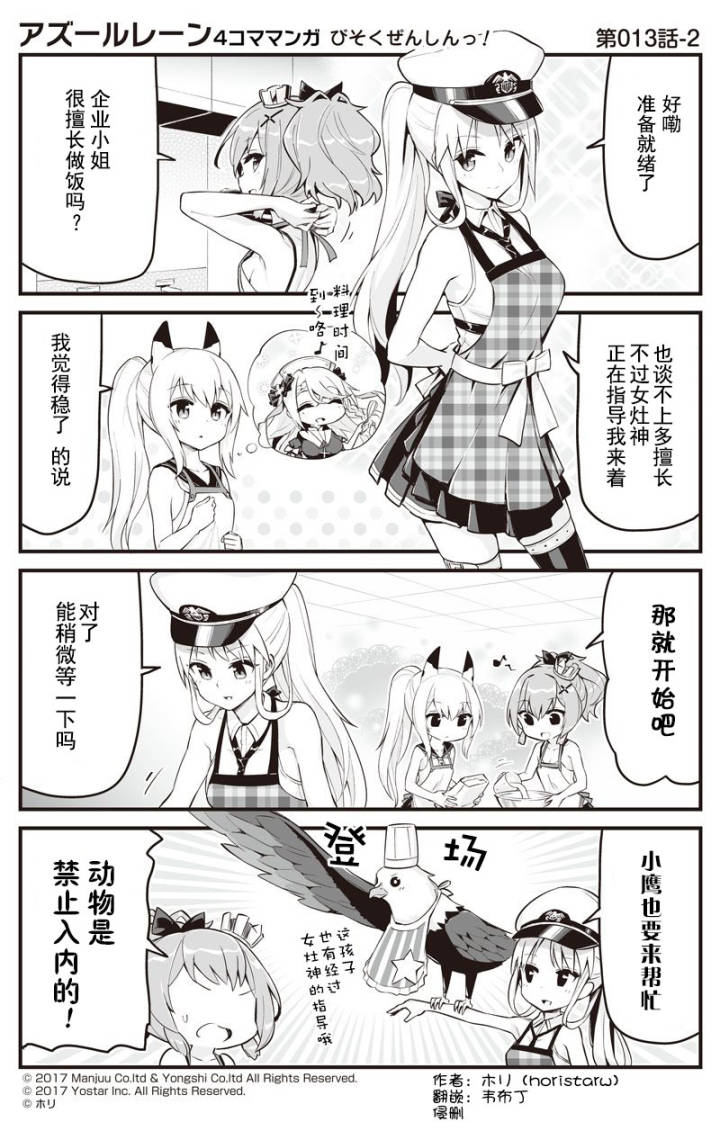 アズールレーン4コママンガ びそくぜんしんっ! 第013話-2
好嘞
准备就绪了
企业小姐
很擅长做饭吗?
也谈不上多擅长
不过女灶神
正在指导我来着
料理时间
到~咯♪
我觉得稳了 的说
那就开始吧
♪
对了
能稍微等一下吗
小鹰也要来帮忙
登场
这孩子
也有经过
女灶神的指导哦
动物是
禁止入内的!
© 2017 Manjuu Co.ltd & Yongshi Co.ltd All Rights Reserved.
© 2017 Yostar Inc. All Rights Reserved.
© ホリ
作者: ホリ (horistarw)
翻嵌: 韦布丁
侵删